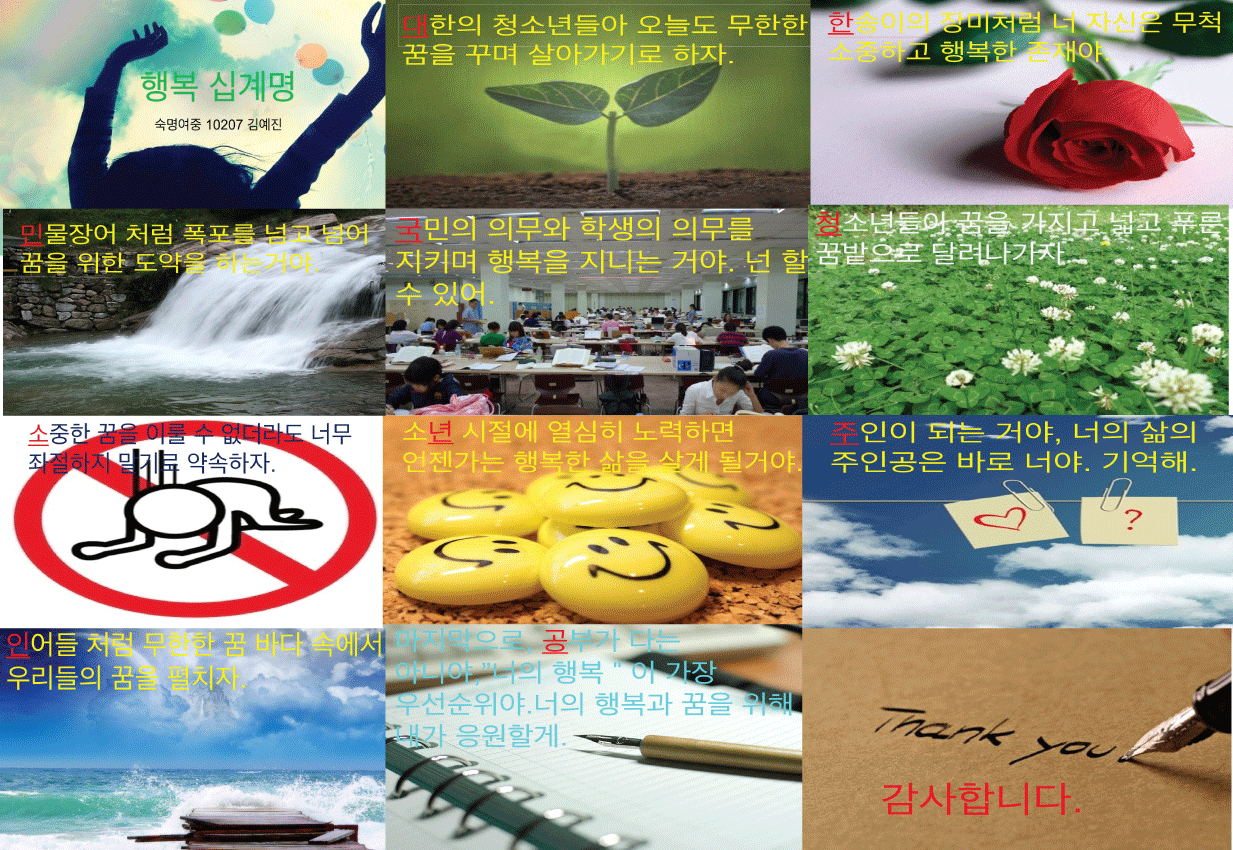 행복 십계명
숙명여중 10207 김예진
대한의 청소년들아 오늘도 무한한
꿈을 꾸며 살아가기로 하자.
한송이의 장미처럼 너 자신은 무척
소중하고 행복한 존재야.
민물장어 처럼 폭포를 넘고 넘어
꿈을 위한 도약을 하는거야.
국민의 의무와 학생의 의무를
지키며 행복을 지니는 거야. 넌 할
수 있어.
청소년들아 꿈을 가지고 넓고 푸른
꿈밭으로 달려나가자.
소중한 꿈을 이룰 수 없더라도 너무
좌절하지 말기로 약속하자.
소년 시절에 열심히 노력하면
언젠가는 행복한 삶을 살게 될거야.
주인이 되는 거야, 너의 삶의
주인공은 바로 너야. 기억해.
?
인어들 처럼 무한한 꿈 바다 속에서
우리들의 꿈을 펼치자.
마지막으로, 공부가 다는
아니야,"너의 행복 " 이 가장
우선순위야.너의 행복과 꿈을 위해
내가 응원할게.
Thank you
감사합니다.